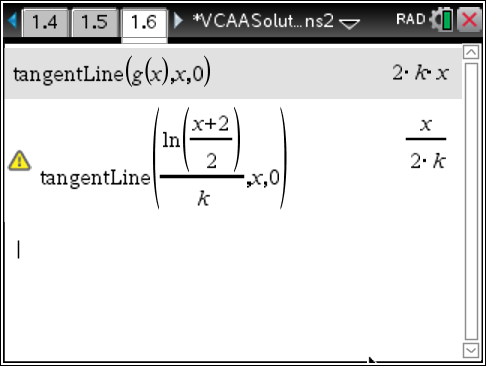 1.4 1.5 1.6 *VCAASolut...ns2 RAD
tangentLine(g(x),x,0) 2·k·x
tangentLine(ln((x+2)/2)/k,x,0) x/(2·k)